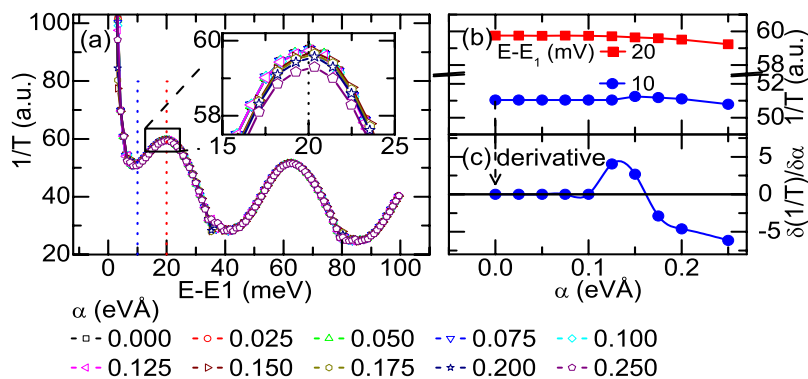 (a)
1/T (a.u.)
100
80
60
40
20
0 20 40 60 80 100
E-E1 (meV)
60
58
15 20 25
(b)
E-E1 (mV)
20
10
1/T (a.u.)
52
50
60
58
1/T (a.u.)
(c) derivative
5
0
-5
δ(1/T)/δα
0.0 0.1 0.2
α (eVÅ)
α (eVÅ)
0.000 0.025 0.050 0.075 0.100
0.125 0.150 0.175 0.200 0.250